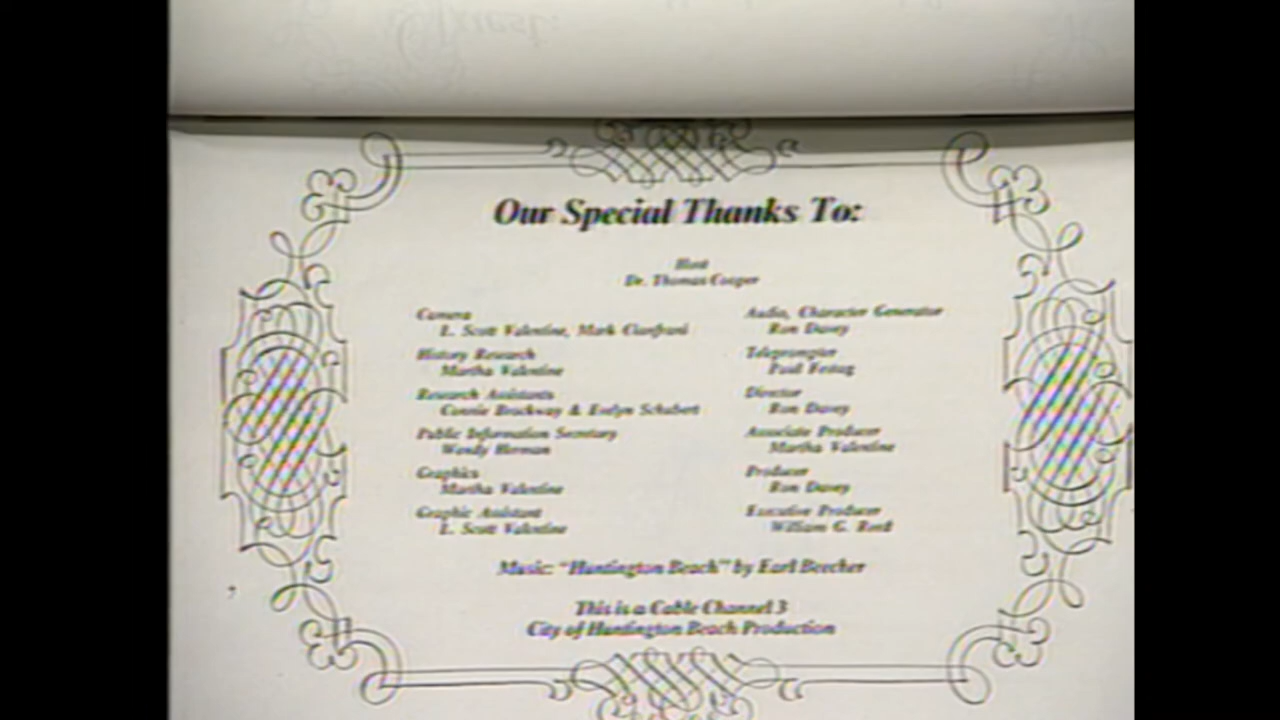 Our Special Thanks To:
Host
Dr. Thomas Cooper
Camera
L. Scott Valentine, Mark Cianfrani
History Research
Martha Valentine
Research Assistants
Connie Brockway & Evelyn Schubert
Public Information Secretary
Wendy Herman
Graphics
Martha Valentine
Graphic Assistant
L. Scott Valentine
Audio, Character Generator
Ron Davey
Teleprompter
Paul
Director
Ron Davey
Associate Producer
Martha Valentine
Producer
Ron Davey
Executive Producer
William G. Reed
Music: "Huntington Beach" by Earl Beecher
This is a Cable Channel 3
City of Huntington Beach Production